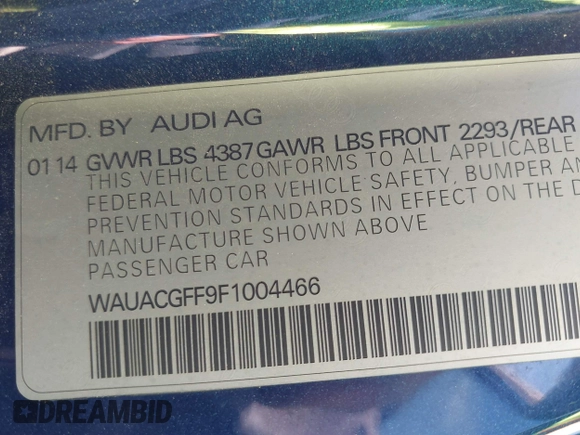 MFD. BY AUDI AG
01 14 GVWR LBS 4387 GAWR LBS FRONT 2293/REAR
THIS VEHICLE CONFORMS TO ALL APPLICABLE
FEDERAL MOTOR VEHICLE SAFETY, BUMPER AN
PREVENTION STANDARDS IN EFFECT ON THE D
MANUFACTURE SHOWN ABOVE
PASSENGER CAR
WAUACGFF9F1004466
DREAMBID